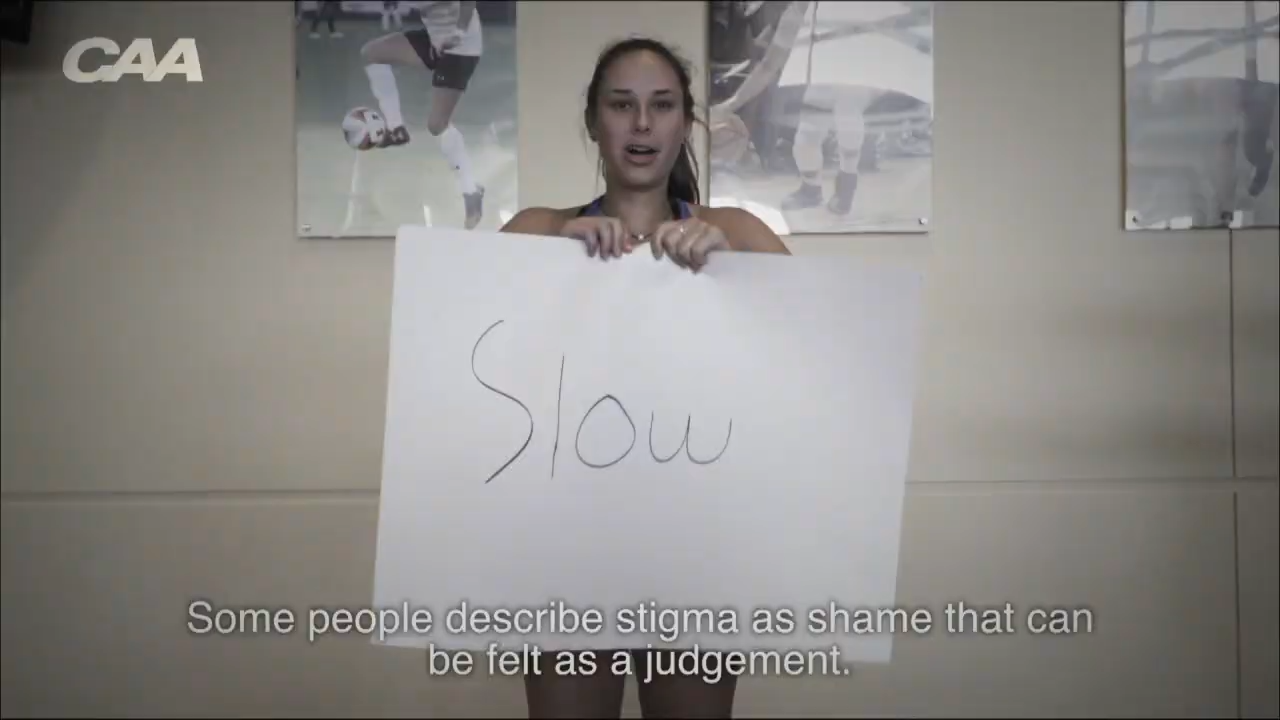 CAA
Slow
Some people describe stigma as shame that can
be felt as a judgement.